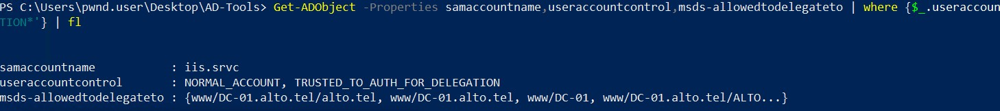 PS C:\Users\pwnd.user\Desktop\AD-Tools> Get-ADObject -Properties samaccountname,useraccountcontrol,msds-allowedtodelegateto | where {$_.useraccoun
TION*'} | fl
samaccountname : iis.srvc
useraccountcontrol : NORMAL_ACCOUNT, TRUSTED_TO_AUTH_FOR_DELEGATION
msds-allowedtodelegateto : {www/DC-01.alto.tel/alto.tel, www/DC-01.alto.tel, www/DC-01, www/DC-01.alto.tel/ALTO...}